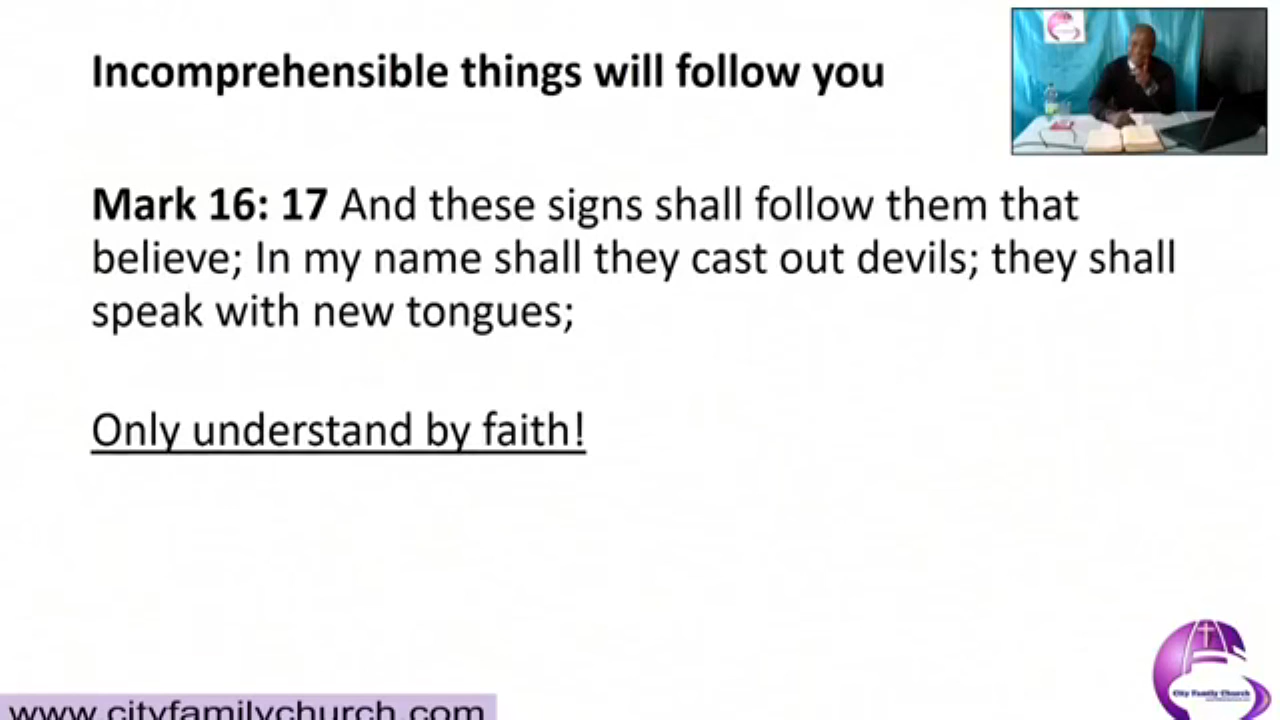 Incomprehensible things will follow you
Mark 16: 17 And these signs shall follow them that
believe; In my name shall they cast out devils; they shall
speak with new tongues;
Only understand by faith!
City Family Church
www.cityfamilychurch.com